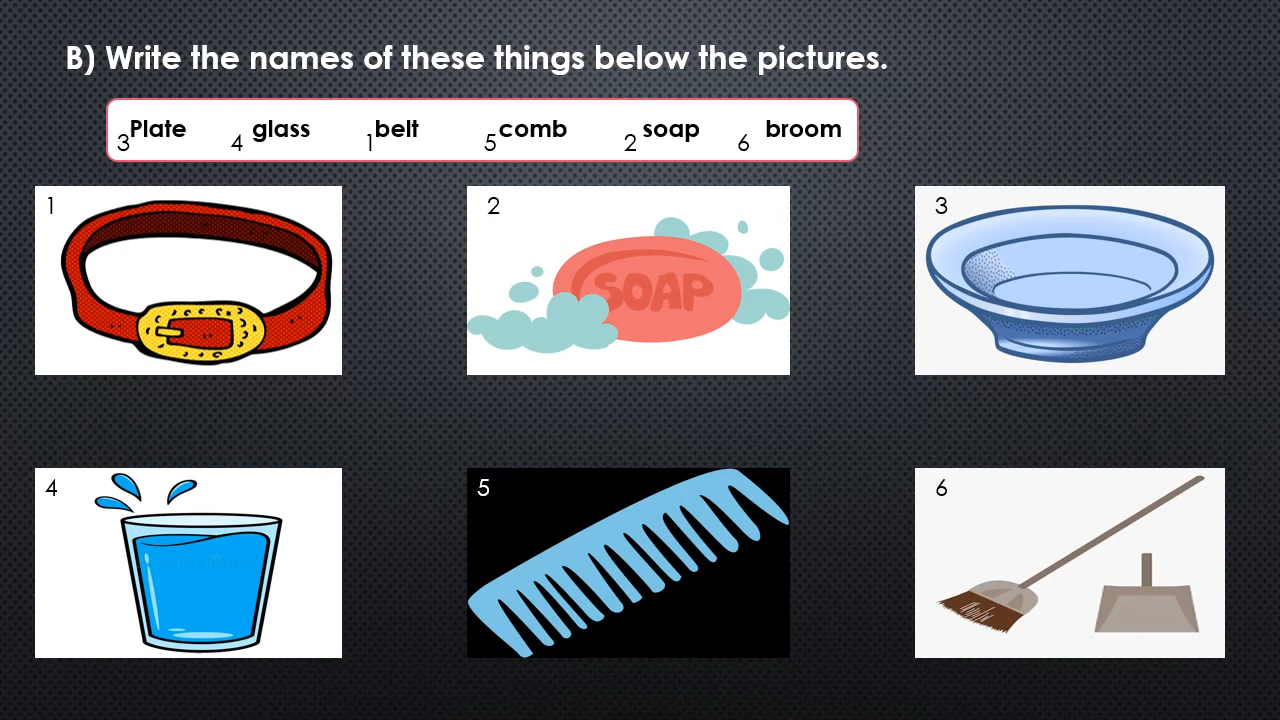 B) Write the names of these things below the pictures.
3 Plate 4 glass 1 belt 5 comb 2 soap 6 broom
1 2 3
SOAP
4 5 6